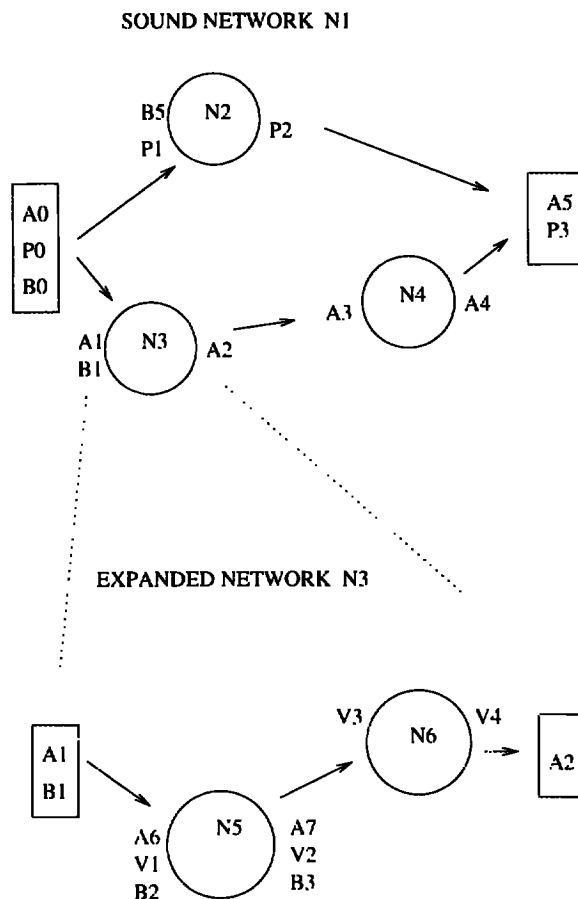 SOUND NETWORK N1
B5
N2
P1
P2
A0
P0
B0
A5
P3
A3
N4
A4
A1
B1
N3
A2
EXPANDED NETWORK N3
V3
N6
V4
A1
B1
A2
A6
V1
B2
N5
A7
V2
B3